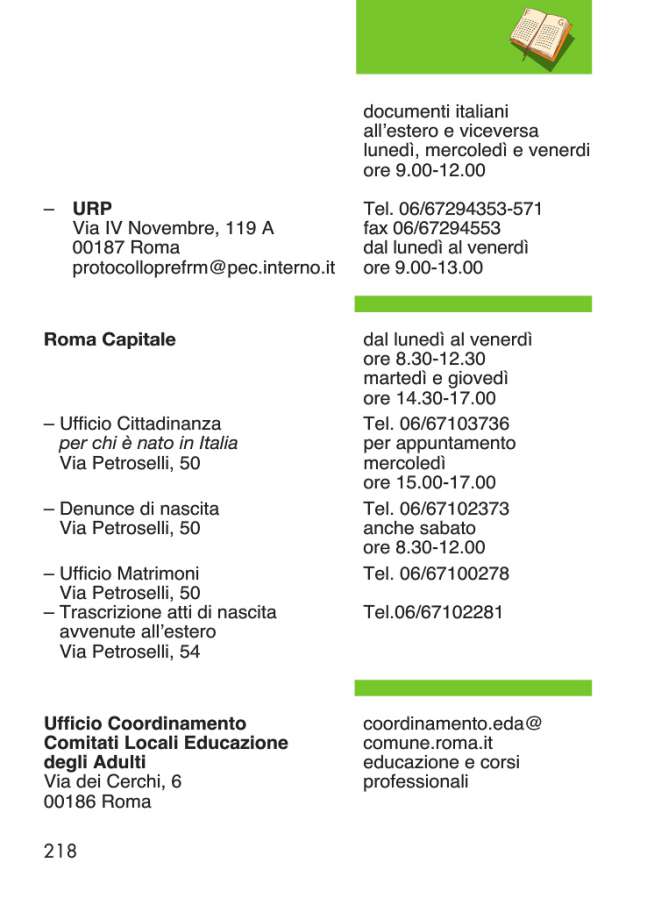 F G
documenti italiani
all'estero e viceversa
lunedì, mercoledì e venerdi
ore 9.00-12.00
– URP
Via IV Novembre, 119 A
00187 Roma
protocolloprefrm@pec.interno.it
Tel. 06/67294353-571
fax 06/67294553
dal lunedì al venerdì
ore 9.00-13.00
Roma Capitale
dal lunedì al venerdì
ore 8.30-12.30
martedì e giovedì
ore 14.30-17.00
– Ufficio Cittadinanza
per chi è nato in Italia
Via Petroselli, 50
Tel. 06/67103736
per appuntamento
mercoledì
ore 15.00-17.00
– Denunce di nascita
Via Petroselli, 50
Tel. 06/67102373
anche sabato
ore 8.30-12.00
– Ufficio Matrimoni
Via Petroselli, 50
Tel. 06/67100278
– Trascrizione atti di nascita
avvenute all'estero
Via Petroselli, 54
Tel.06/67102281
Ufficio Coordinamento
Comitati Locali Educazione
degli Adulti
Via dei Cerchi, 6
00186 Roma
coordinamento.eda@
comune.roma.it
educazione e corsi
professionali
218